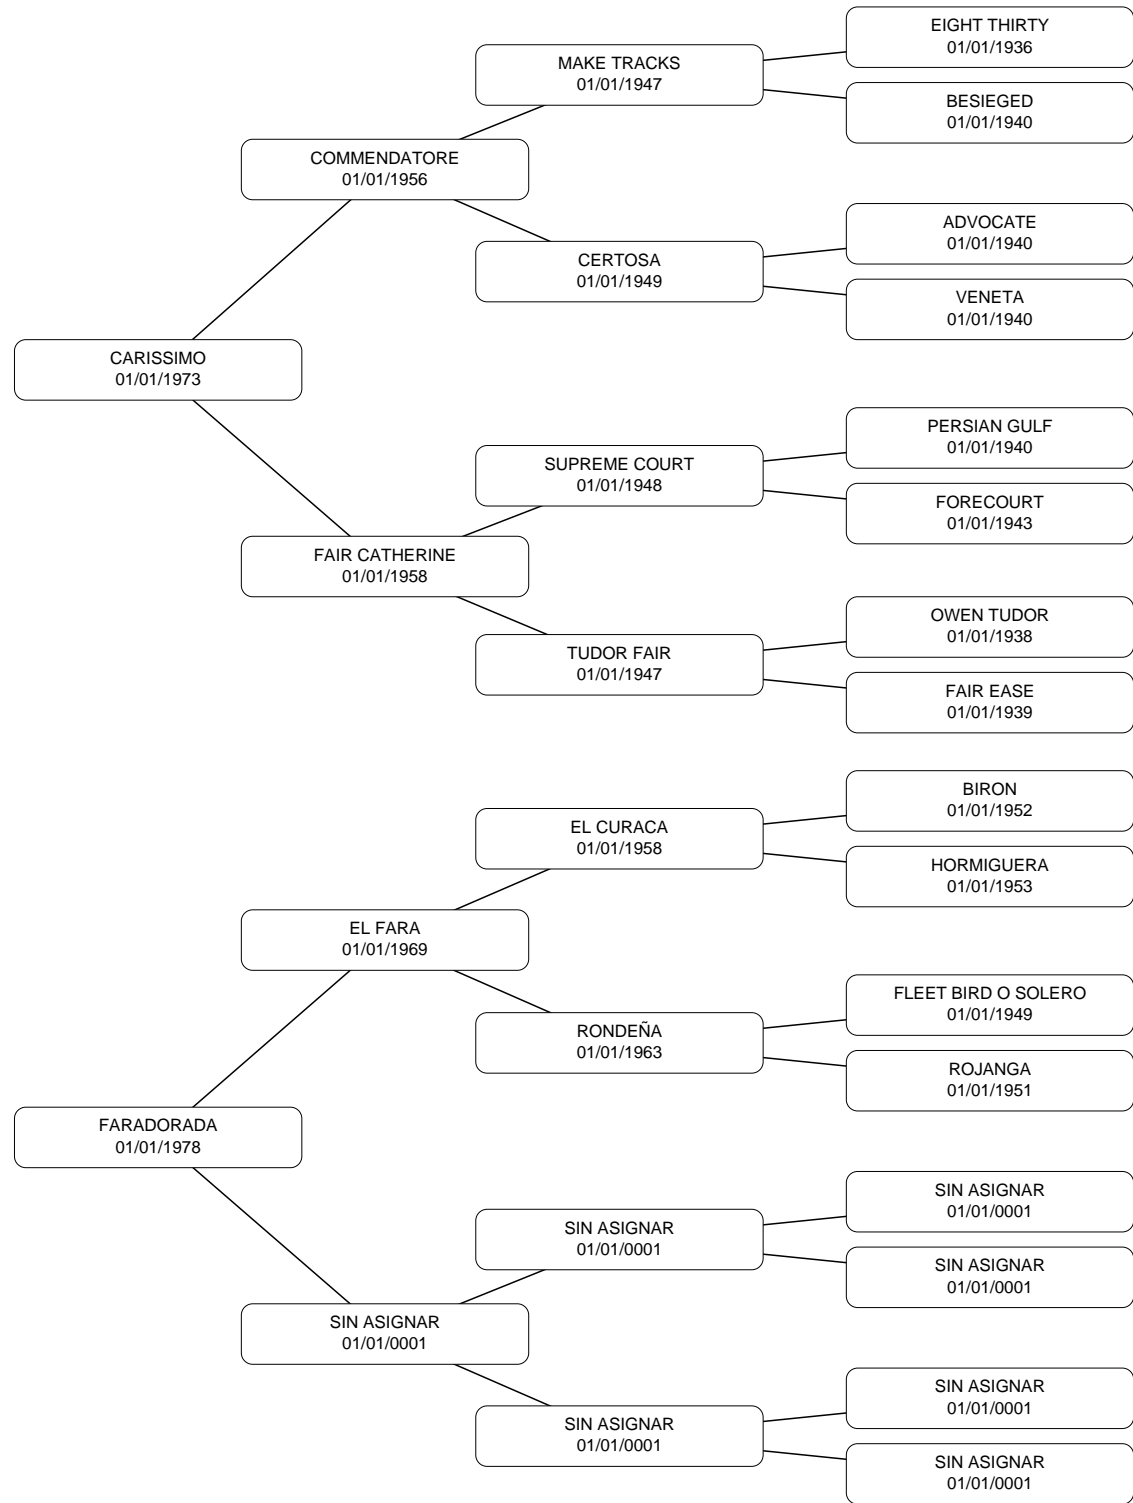 EIGHT THIRTY
01/01/1936
MAKE TRACKS
01/01/1947
BESIEGED
01/01/1940
COMMENDATORE
01/01/1956
ADVOCATE
01/01/1940
CERTOSA
01/01/1949
VENETA
01/01/1940
CARISSIMO
01/01/1973
PERSIAN GULF
01/01/1940
SUPREME COURT
01/01/1948
FORECOURT
01/01/1943
FAIR CATHERINE
01/01/1958
OWEN TUDOR
01/01/1938
TUDOR FAIR
01/01/1947
FAIR EASE
01/01/1939
BIRON
01/01/1952
EL CURACA
01/01/1958
HORMIGUERA
01/01/1953
EL FARA
01/01/1969
FLEET BIRD O SOLERO
01/01/1949
RONDEÑA
01/01/1963
ROJANGA
01/01/1951
FARADORADA
01/01/1978
SIN ASIGNAR
01/01/0001
SIN ASIGNAR
01/01/0001
SIN ASIGNAR
01/01/0001
SIN ASIGNAR
01/01/0001
SIN ASIGNAR
01/01/0001
SIN ASIGNAR
01/01/0001
SIN ASIGNAR
01/01/0001